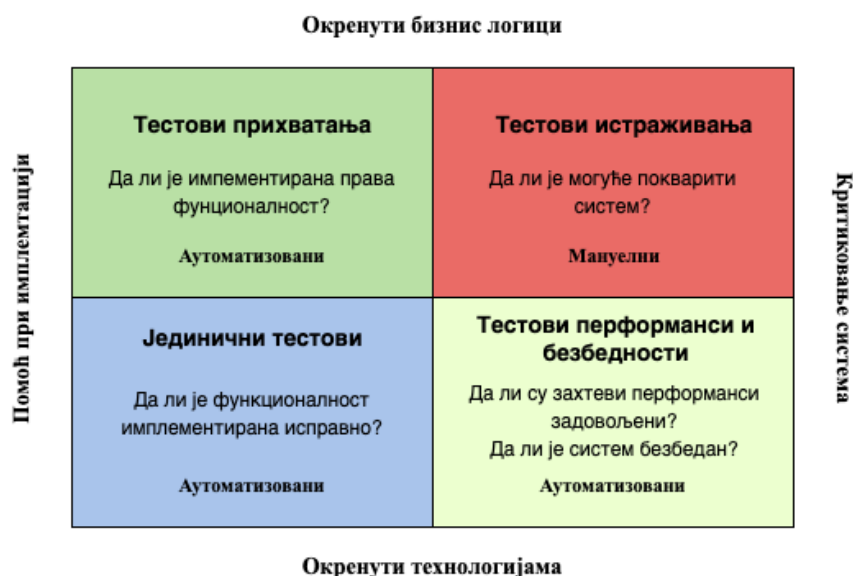 Окренути бизнис логици
Помоћ при имплемтацији
Тестови прихватања
Да ли је импементирана права
фунционалност?
Аутоматизовани
Тестови истраживања
Да ли је могуће покварити
систем?
Мануелни
Јединични тестови
Да ли је функционалност
имплементирана исправно?
Аутоматизовани
Тестови перформанси и
безбедности
Да ли су захтеви перформанси
задовољени?
Да ли је систем безбедан?
Аутоматизовани
Критиковање система
Окренути технологијама